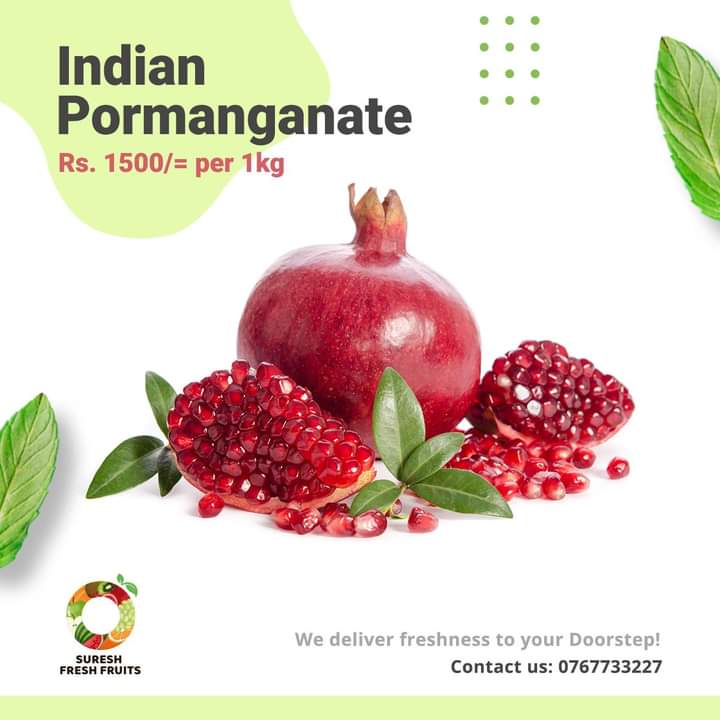 Indian
Pormanganate
Rs. 1500/= per 1kg
SURESH
FRESH FRUITS
We deliver freshness to your Doorstep!
Contact us: 0767733227